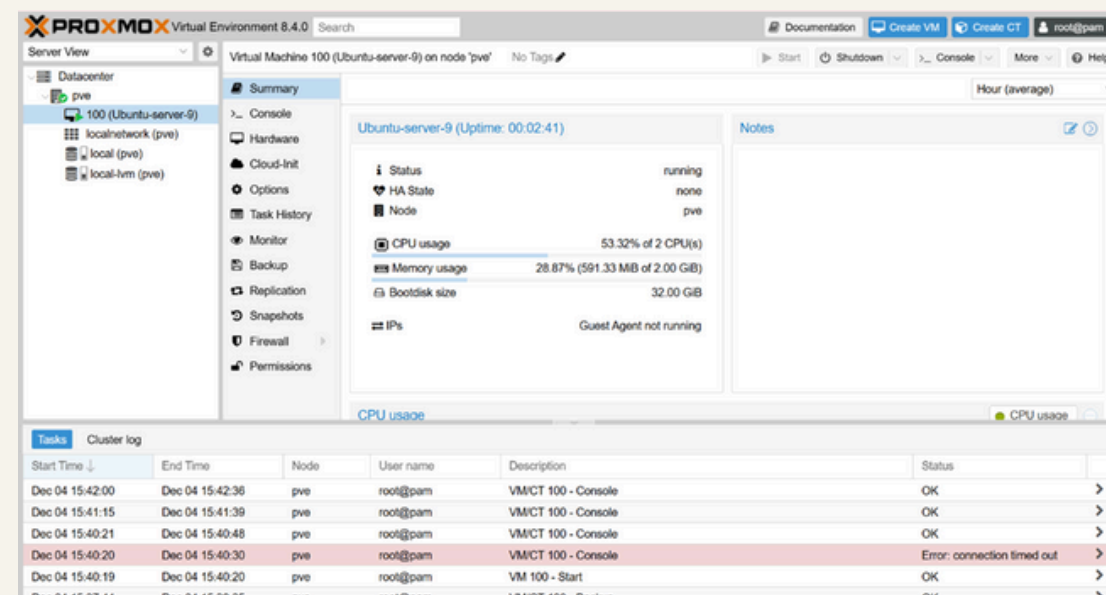 PROXMOX Virtual Environment 8.4.0 Search Documentation Create VM Create CT root@pam
Server View
Virtual Machine 100 (Ubuntu-server-9) on node 'pve' No Tags Start Shutdown Console More Help
Datacenter
pve
100 (Ubuntu-server-9)
localnetwork (pve)
local (pve)
local-lvm (pve)
Summary
Console
Hardware
Cloud-Init
Options
Task History
Monitor
Backup
Replication
Snapshots
Firewall
Permissions
Hour (average)
Ubuntu-server-9 (Uptime: 00:02:41)
Status running
HA State none
Node pve
CPU usage 53.32% of 2 CPU(s)
Memory usage 28.87% (591.33 MiB of 2.00 GiB)
Bootdisk size 32.00 GiB
IPs Guest Agent not running
Notes
CPU usage CPU usage
Tasks Cluster log
Start Time ↓ End Time Node User name Description Status
Dec 04 15:42:00 Dec 04 15:42:36 pve root@pam VM/CT 100 - Console OK
Dec 04 15:41:15 Dec 04 15:41:39 pve root@pam VM/CT 100 - Console OK
Dec 04 15:40:21 Dec 04 15:40:48 pve root@pam VM/CT 100 - Console OK
Dec 04 15:40:20 Dec 04 15:40:30 pve root@pam VM/CT 100 - Console Error: connection timed out
Dec 04 15:40:19 Dec 04 15:40:20 pve root@pam VM 100 - Start OK